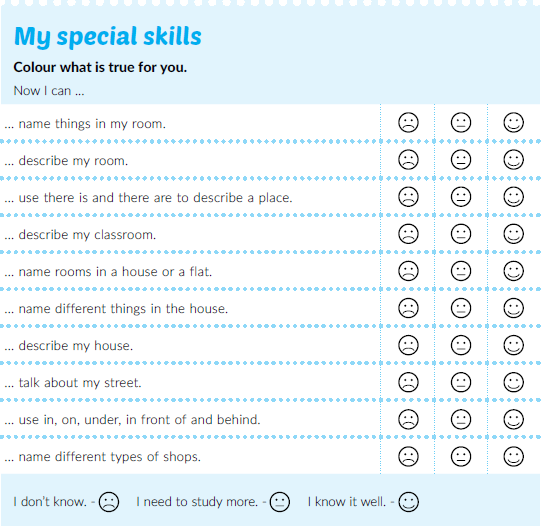 My special skills
Colour what is true for you.
Now I can ...
... name things in my room.
... describe my room.
... use there is and there are to describe a place.
... describe my classroom.
... name rooms in a house or a flat.
... name different things in the house.
... describe my house.
... talk about my street.
... use in, on, under, in front of and behind.
... name different types of shops.
I don't know. - I need to study more. - I know it well. -